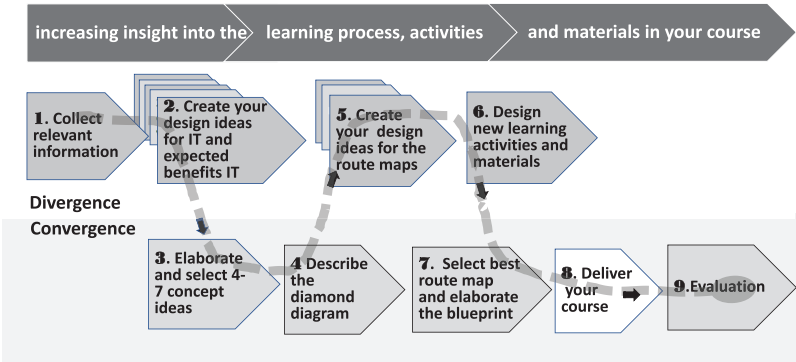 increasing insight into the learning process, activities and materials in your course
1. Collect
relevant
information
2. Create your
design ideas
for IT and
expected
benefits IT
5. Create
your design
ideas for the
route maps
6. Design
new learning
activities and
materials
Divergence
Convergence
3. Elaborate
and select 4-
7 concept
ideas
4 Describe
the
diamond
diagram
7. Select best
route map
and elaborate
the blueprint
8. Deliver
your
course
9.Evaluation